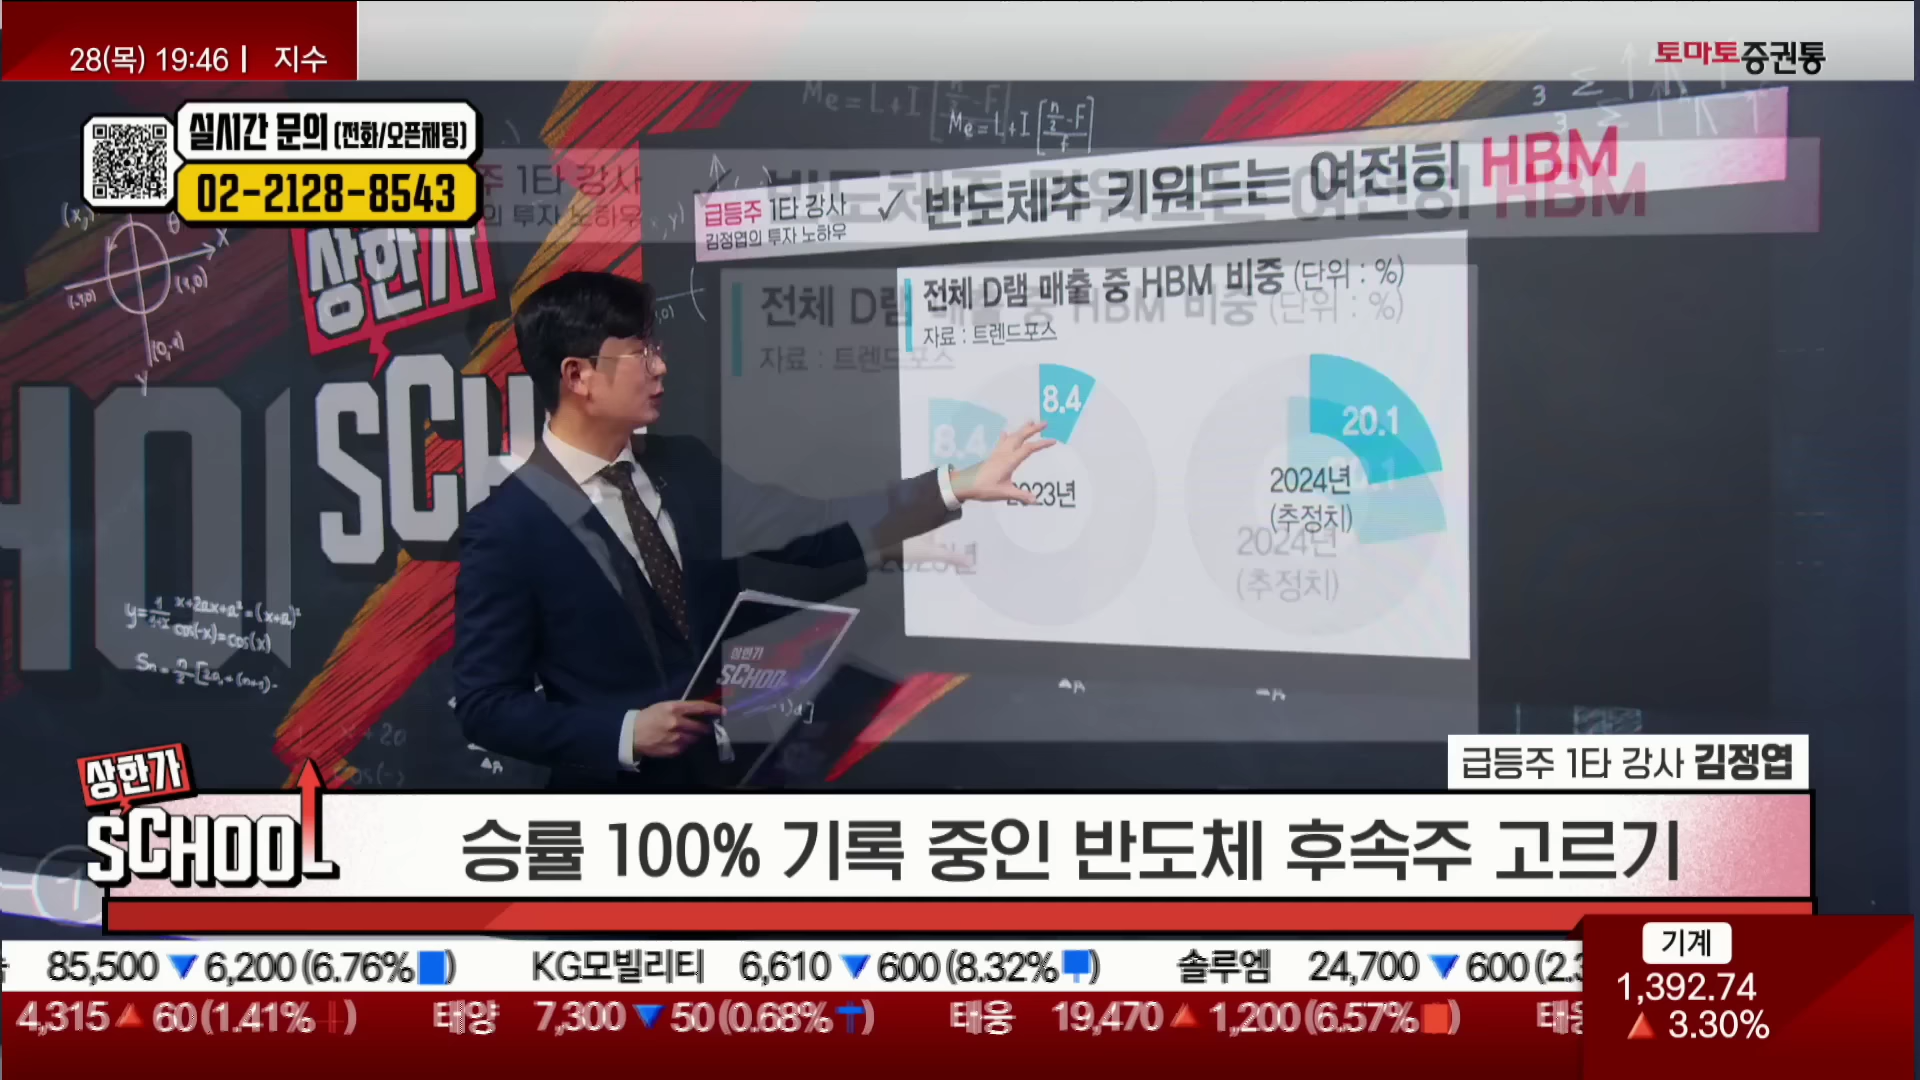 28(목) 19:46 | 지수
토마토증권통
실시간 문의 (전화/오픈채팅)
02-2128-8543
급등주 1타 강사
김정엽의 투자 노하우
✓ 반도체주 키워드는 여전히 HBM
전체 D램 매출 중 HBM 비중 (단위 : %)
자료 : 트렌드포스
8.4
2023년
20.1
2024년
(추정치)
상한가
SCHOOL
급등주 1타 강사 김정엽
상한가
SCHOOL
승률 100% 기록 중인 반도체 후속주 고르기
85,500 ▼ 6,200 (6.76%) KG모빌리티 6,610 ▼ 600 (8.32%) 솔루엠 24,700 ▼ 600 (2.3
4,315 ▲ 60 (1.41%) 태양 7,300 ▼ 50 (0.68%) 태웅 19,470 ▲ 1,200 (6.57%)
기계
1,392.74
▲ 3.30%